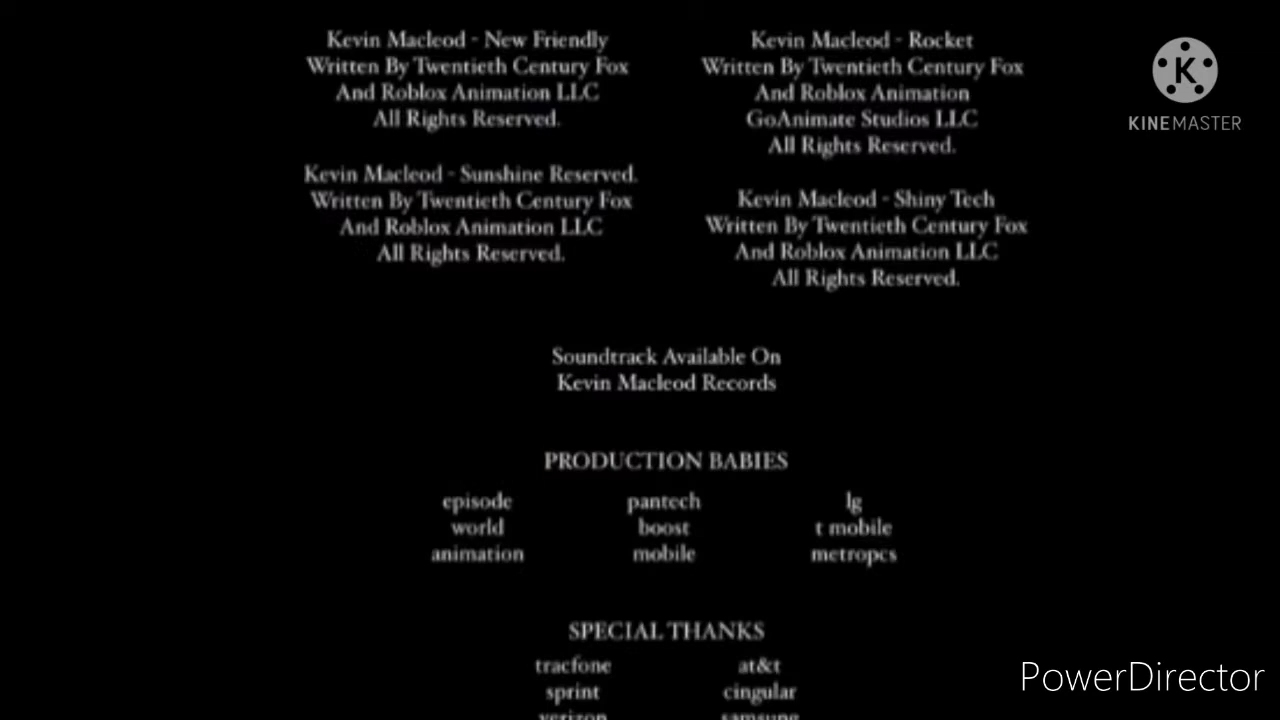 Kevin Macleod - New Friendly
Written By Twentieth Century Fox
And Roblox Animation LLC
All Rights Reserved.
Kevin Macleod - Sunshine Reserved.
Written By Twentieth Century Fox
And Roblox Animation LLC
All Rights Reserved.
Kevin Macleod - Rocket
Written By Twentieth Century Fox
And Roblox Animation
GoAnimate Studios LLC
All Rights Reserved.
Kevin Macleod - Shiny Tech
Written By Twentieth Century Fox
And Roblox Animation LLC
All Rights Reserved.
K
KINEMASTER
Soundtrack Available On
Kevin Macleod Records
PRODUCTION BABIES
episode pantech lg
world boost t mobile
animation mobile metropcs
SPECIAL THANKS
tracfone at&t
sprint cingular
verizon samsung
PowerDirector